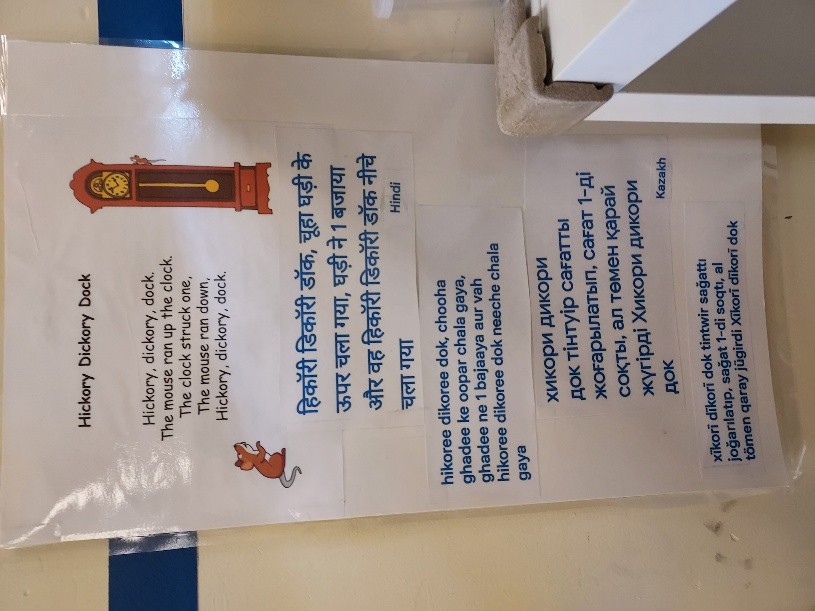 Hickory Dickory Dock
Hickory, dickory, dock.
The mouse ran up the clock.
The clock struck one,
The mouse ran down,
Hickory, dickory, dock.
हिकॉरी डिकॉरी डॉक, चूहा घड़ी के
ऊपर चला गया, घड़ी ने 1 बजाया
और वह हिकॉरी डिकॉरी डॉक नीचे
चला गया
Hindi
hikoree dikoree dok, chooha
ghadee ke oopar chala gaya,
ghadee ne 1 bajaaya aur vah
hikoree dikoree dok neeche chala
gaya
хикори дикори
док тінтуір сағатты
жоғарылатып, сағат 1-ді
соқты, ал төмен қарай
жүгірді Хикори дикори
док
Kazakh
xïkorï dïkorï dok tintwir sağattı
joğarılatıp, sağat 1-di soqtı, al
tömen qaray jügirdi Xïkorï dïkorï dok